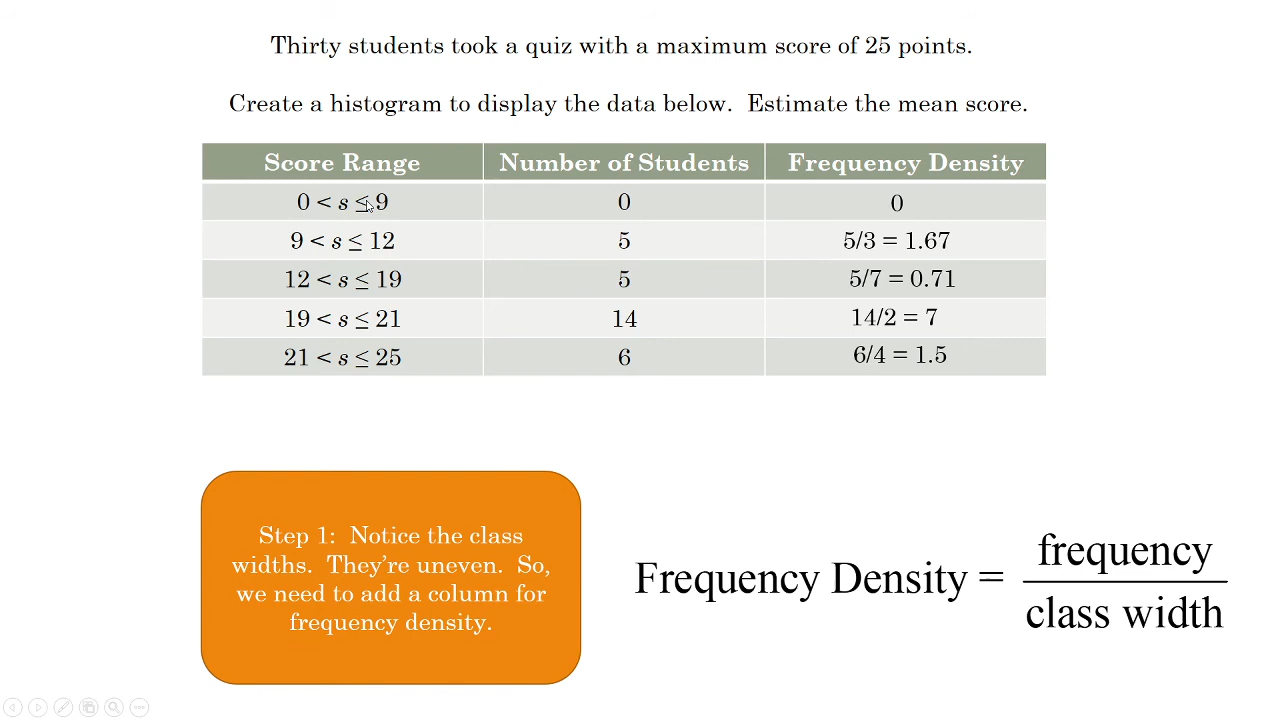 Thirty students took a quiz with a maximum score of 25 points.
Create a histogram to display the data below. Estimate the mean score.
Score Range Number of Students Frequency Density
0 < s ≤ 9 0 0
9 < s ≤ 12 5 5/3 = 1.67
12 < s ≤ 19 5 5/7 = 0.71
19 < s ≤ 21 14 14/2 = 7
21 < s ≤ 25 6 6/4 = 1.5
Step 1: Notice the class
widths. They're uneven. So,
we need to add a column for
frequency density.
Frequency Density = frequency
class width